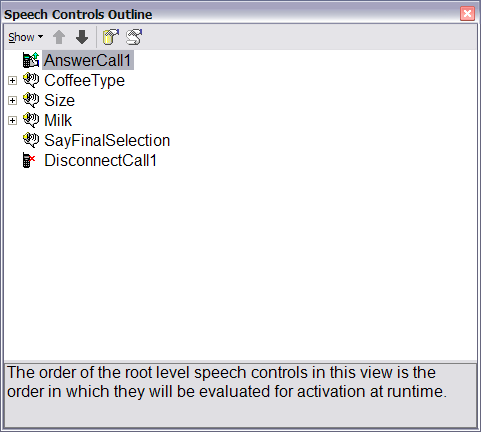 Speech Controls Outline
Show
AnswerCall1
CoffeeType
Size
Milk
SayFinalSelection
DisconnectCall1
The order of the root level speech controls in this view is the
order in which they will be evaluated for activation at runtime.